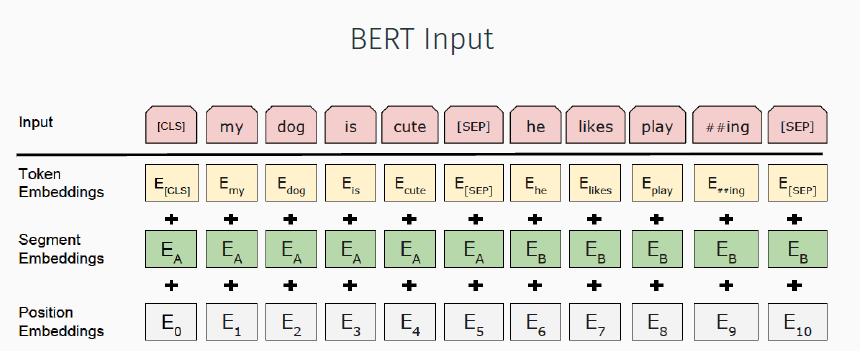 BERT Input
Input [CLS] my dog is cute [SEP] he likes play ##ing [SEP]
Token Embeddings E[CLS] Emy Edog Eis Ecute E[SEP] Ehe Elikes Eplay E##ing E[SEP]
+ + + + + + + + + + +
Segment Embeddings EA EA EA EA EA EA EB EB EB EB EB
+ + + + + + + + + + +
Position Embeddings E0 E1 E2 E3 E4 E5 E6 E7 E8 E9 E10